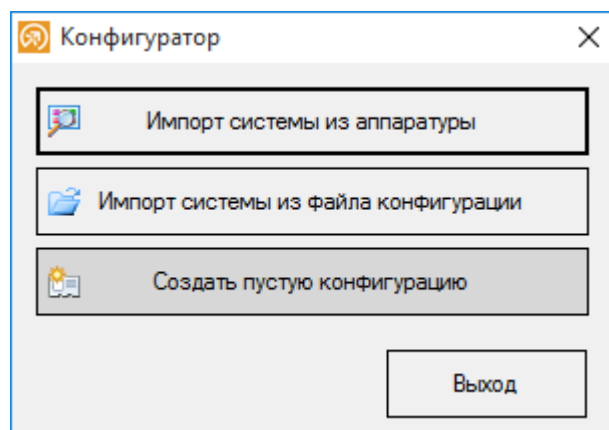 Конфигуратор
Импорт системы из аппаратуры
Импорт системы из файла конфигурации
Создать пустую конфигурацию
Выход